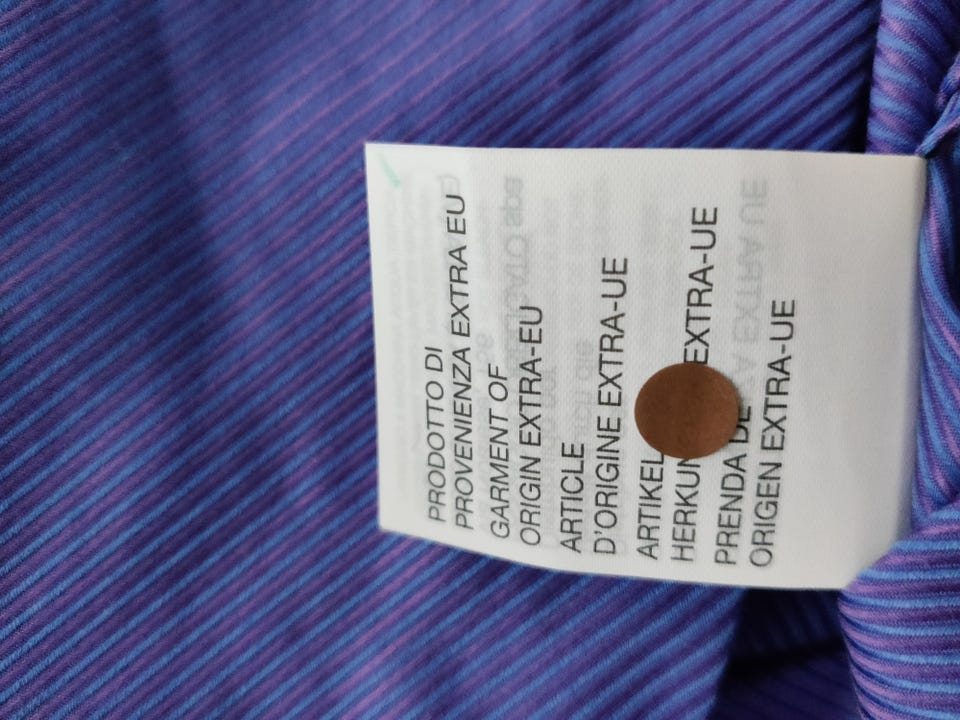 PRODOTTO DI
PROVENIENZA EXTRA EU
GARMENT OF
ORIGIN EXTRA-EU
ARTICLE
D'ORIGINE EXTRA-UE
ARTIKEL
EXTRA-UE
PRENDA DE
ORIGEN EXTRA-UE